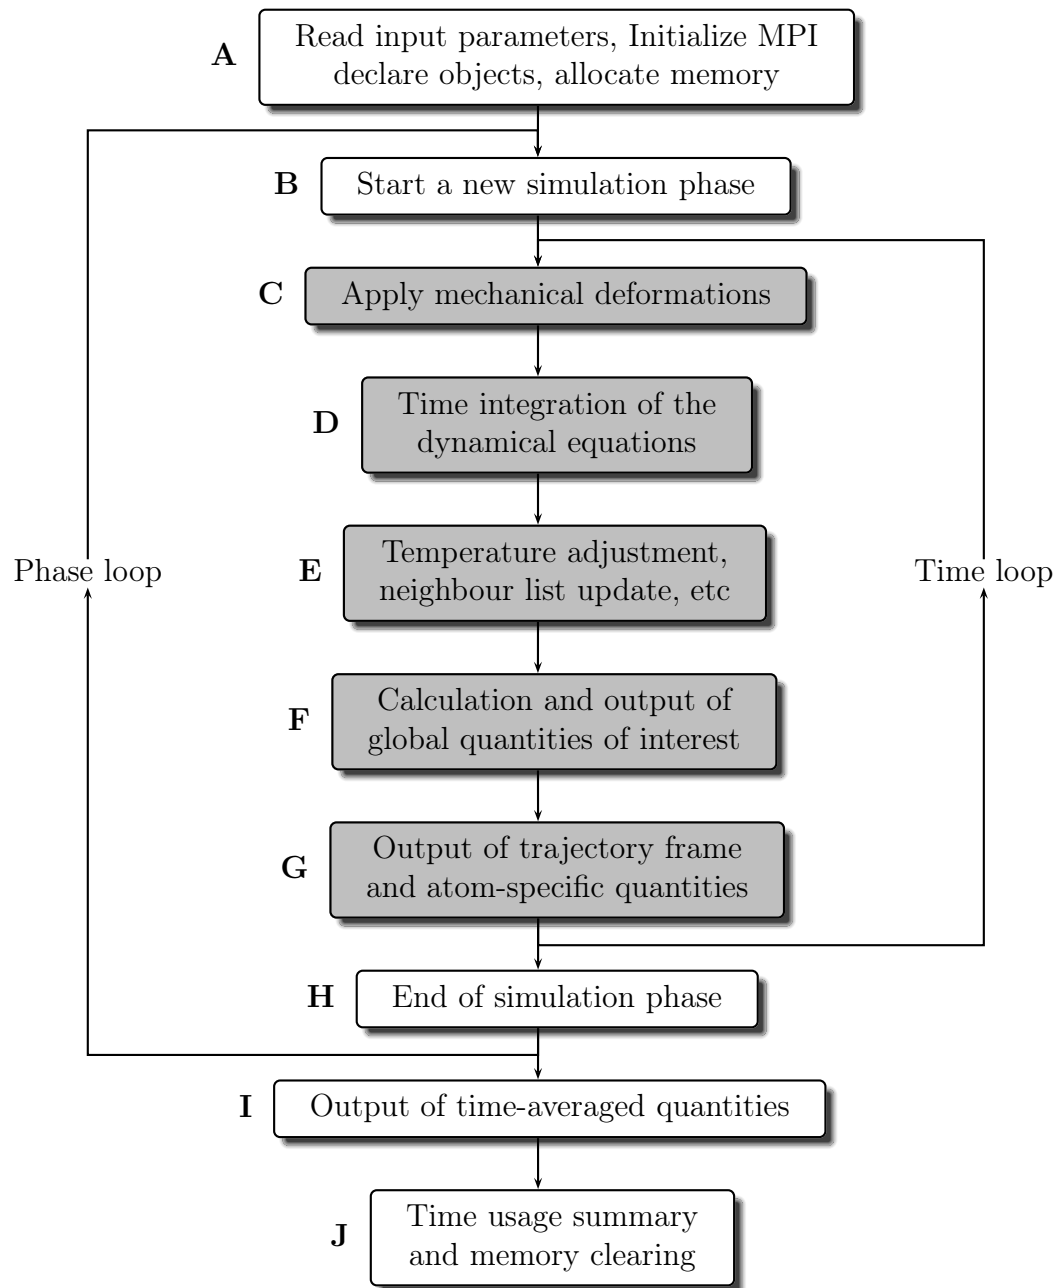 A
Read input parameters, Initialize MPI
declare objects, allocate memory
B
Start a new simulation phase
C
Apply mechanical deformations
D
Time integration of the
dynamical equations
Phase loop
E
Temperature adjustment,
neighbour list update, etc
Time loop
F
Calculation and output of
global quantities of interest
G
Output of trajectory frame
and atom-specific quantities
H
End of simulation phase
I
Output of time-averaged quantities
J
Time usage summary
and memory clearing